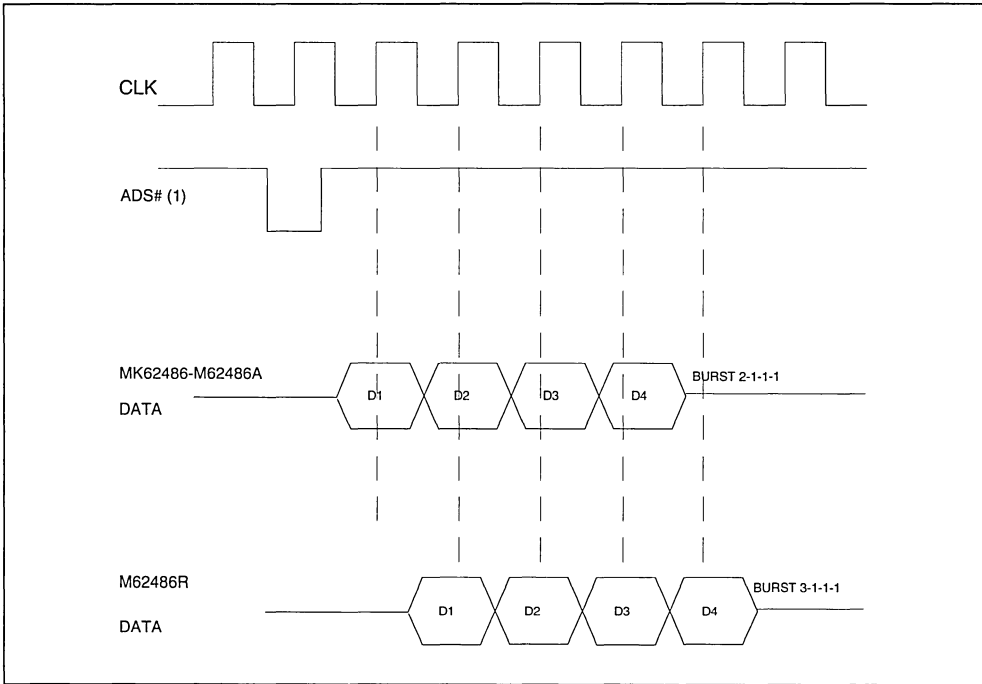 CLK
ADS# (1)
MK62486-M62486A
DATA
D1 D2 D3 D4
BURST 2-1-1-1
M62486R
DATA
D1 D2 D3 D4
BURST 3-1-1-1